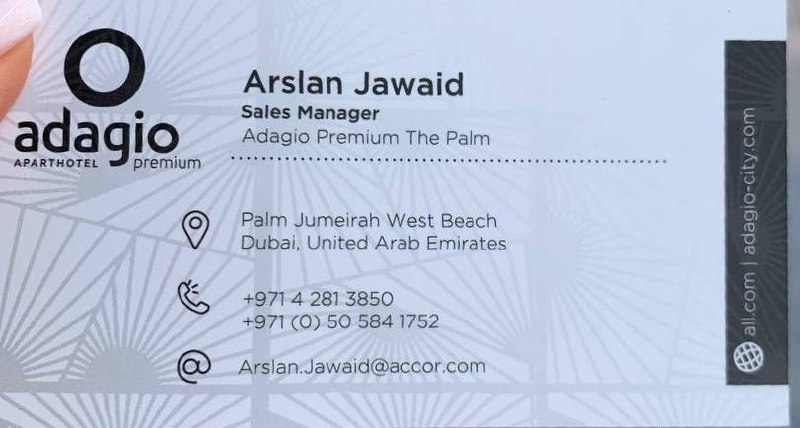 adagio
APARTHOTEL premium
Arslan Jawaid
Sales Manager
Adagio Premium The Palm
Palm Jumeirah West Beach
Dubai, United Arab Emirates
+971 4 281 3850
+971 (0) 50 584 1752
@ Arslan.Jawaid@accor.com
all.com | adagio-city.com